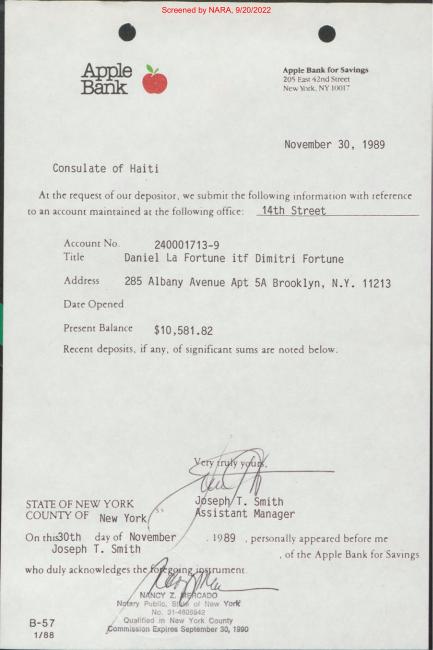 Screened by NARA, 9/20/2022
Apple
Bank
Apple Bank for Savings
205 East 42nd Street
New York, NY 10017
November 30, 1989
Consulate of Haiti
At the request of our depositor, we submit the following information with reference
to an account maintained at the following office: 14th Street
Account No. 240001713-9
Title Daniel La Fortune itf Dimitri Fortune
Address 285 Albany Avenue Apt 5A Brooklyn, N.Y. 11213
Date Opened
Present Balance $10,581.82
Recent deposits, if any, of significant sums are noted below.
Very truly yours,
Joseph T. Smith
Assistant Manager
STATE OF NEW YORK
COUNTY OF New York ss
On this 30th day of November , 1989 , personally appeared before me
Joseph T. Smith , of the Apple Bank for Savings
who duly acknowledges the foregoing instrument.
NANCY Z. MERCADO
Notary Public, State of New York
No. 31-4606942
Qualified in New York County
Commission Expires September 30, 1990
B-57
1/88